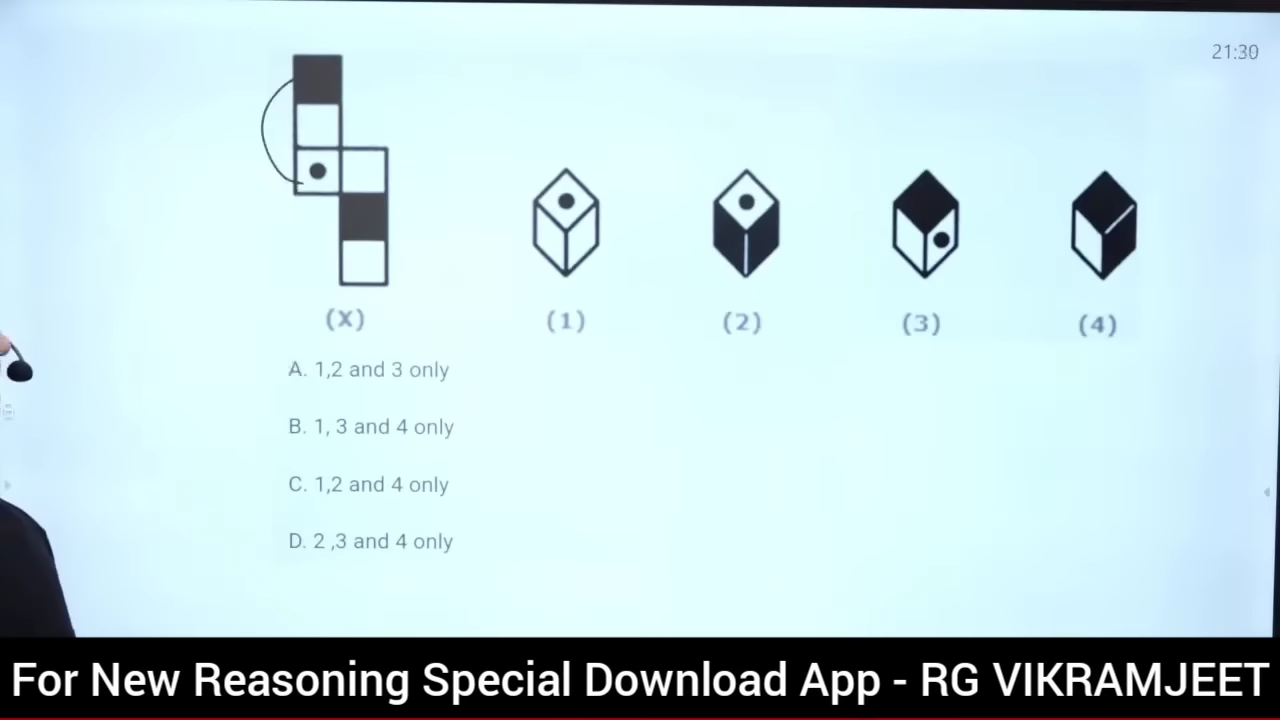 21:30
(X) (1) (2) (3) (4)
A. 1,2 and 3 only
B. 1, 3 and 4 only
C. 1,2 and 4 only
D. 2 ,3 and 4 only
For New Reasoning Special Download App - RG VIKRAMJEET